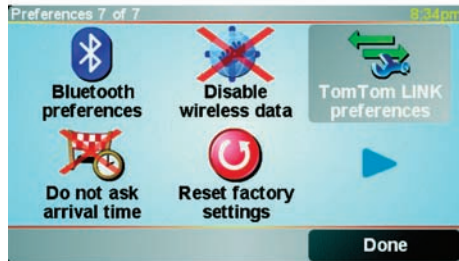 Preferences 7 of 7
8:34pm
Bluetooth
preferences
Disable
wireless data
TomTom LINK
preferences
Do not ask
arrival time
Reset factory
settings
Done